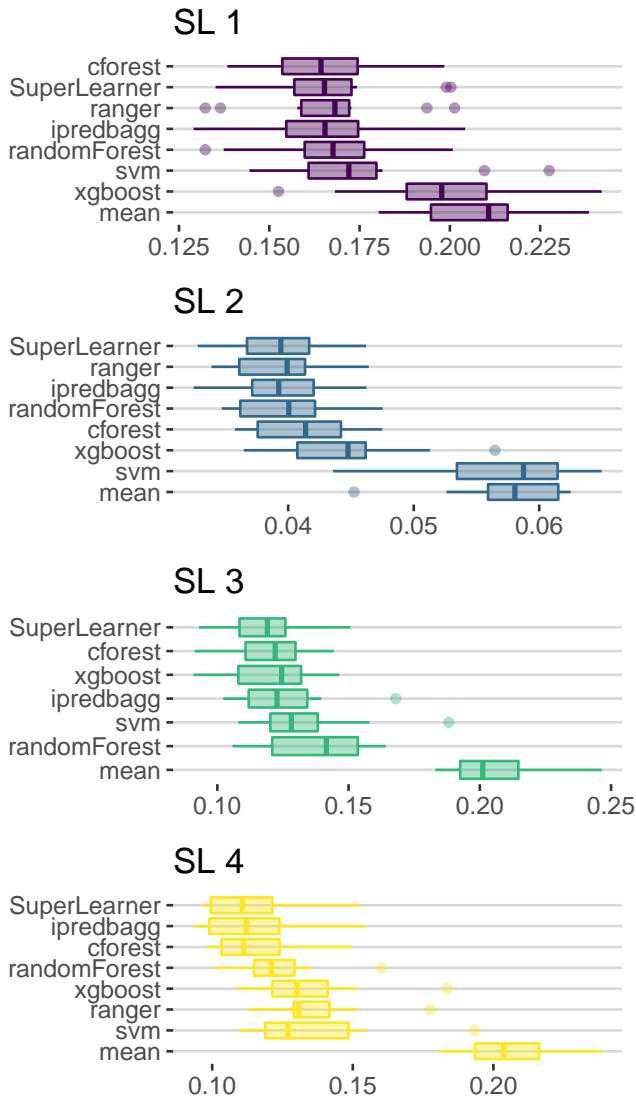 SL 1
cforest
SuperLearner
ranger
ipredbagg
randomForest
svm
xgboost
mean
0.125 0.150 0.175 0.200 0.225
SL 2
SuperLearner
ranger
ipredbagg
randomForest
cforest
xgboost
svm
mean
0.04 0.05 0.06
SL 3
SuperLearner
cforest
xgboost
ipredbagg
svm
randomForest
mean
0.10 0.15 0.20 0.25
SL 4
SuperLearner
ipredbagg
cforest
randomForest
xgboost
ranger
svm
mean
0.10 0.15 0.20